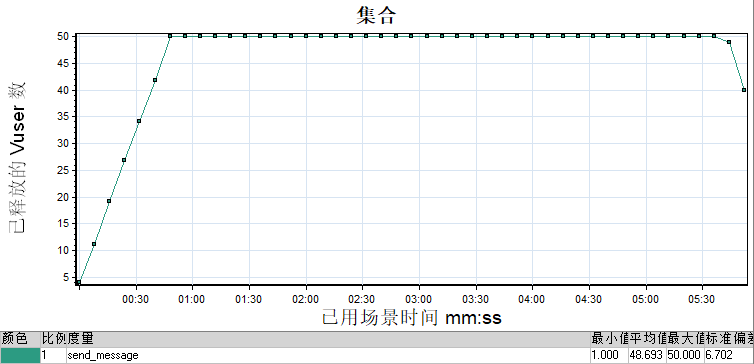 集合
已释放的 Vuser 数
50
45
40
35
30
25
20
15
10
5
00:30 01:00 01:30 02:00 02:30 03:00 03:30 04:00 04:30 05:00 05:30
已用场景时间 mm:ss
颜色 比例 度量 最小值 平均值 最大值 标准偏差
1 send_message 1.000 48.693 50.000 6.702